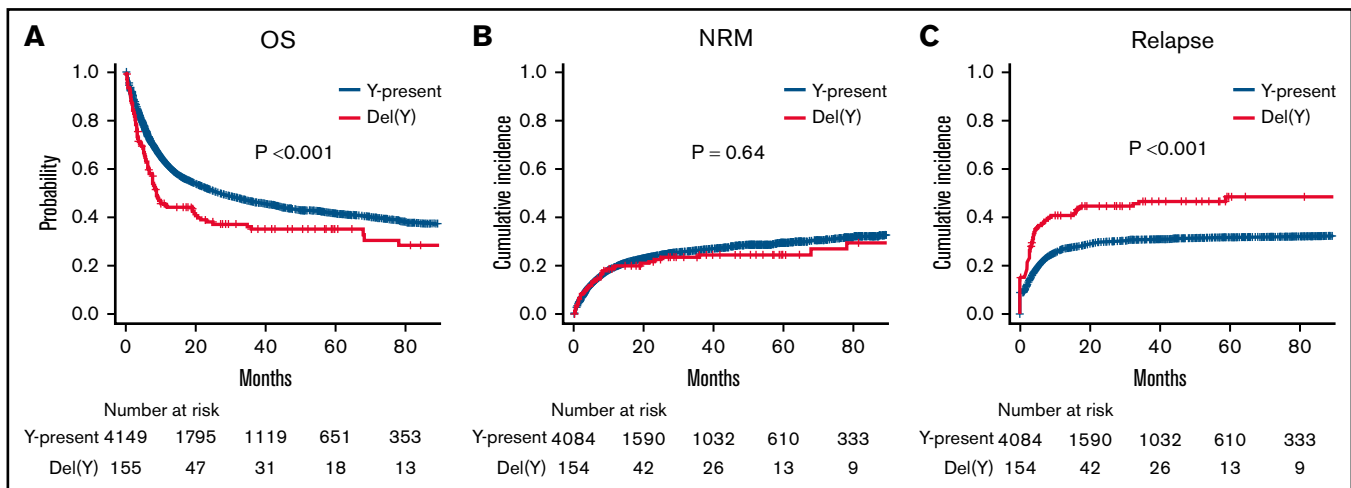 A OS
1.0
0.8
0.6
0.4
0.2
0.0
Probability
Y-present
Del(Y)
P <0.001
0 20 40 60 80
Months
Number at risk
Y-present 4149 1795 1119 651 353
Del(Y) 155 47 31 18 13
B NRM
1.0
0.8
0.6
0.4
0.2
0.0
Cumulative incidence
Y-present
Del(Y)
P = 0.64
0 20 40 60 80
Months
Number at risk
Y-present 4084 1590 1032 610 333
Del(Y) 154 42 26 13 9
C Relapse
1.0
0.8
0.6
0.4
0.2
0.0
Cumulative incidence
Y-present
Del(Y)
P <0.001
0 20 40 60 80
Months
Number at risk
Y-present 4084 1590 1032 610 333
Del(Y) 154 42 26 13 9